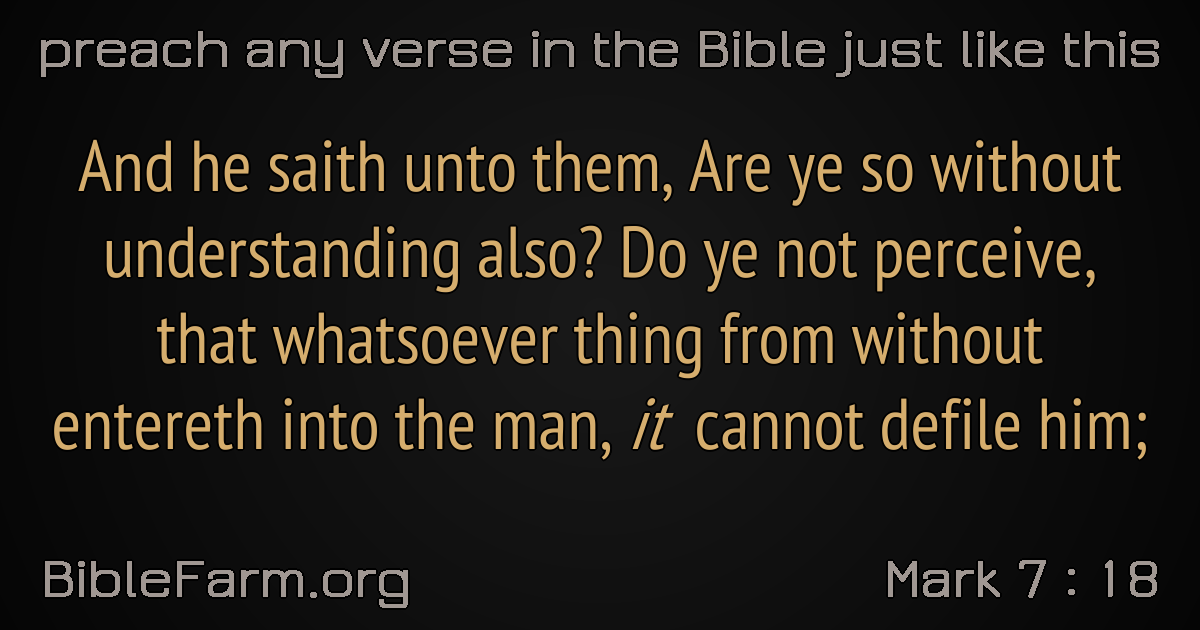 preach any verse in the Bible just like this
And he saith unto them, Are ye so without
understanding also? Do ye not perceive,
that whatsoever thing from without
entereth into the man, it cannot defile him;
BibleFarm.org
Mark 7 : 18